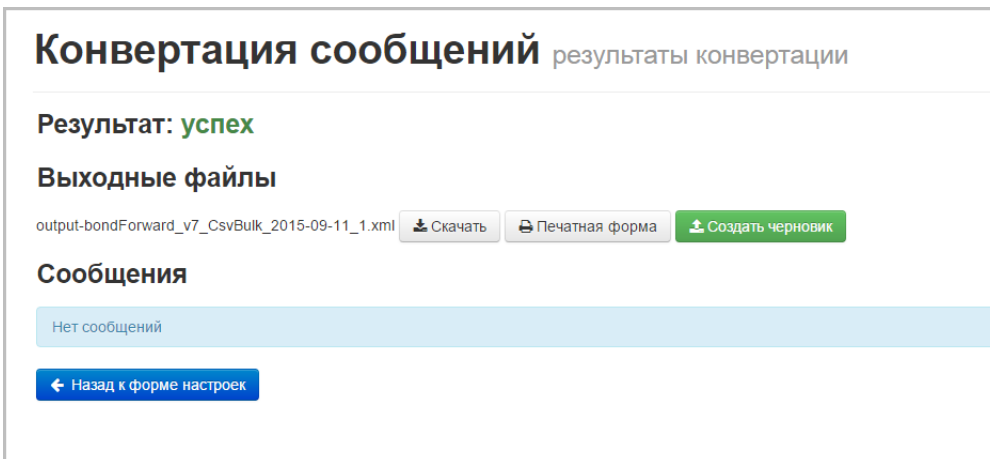 Конвертация сообщений результаты конвертации
Результат: успех
Выходные файлы
output-bondForward_v7_CsvBulk_2015-09-11_1.xml Скачать Печатная форма Создать черновик
Сообщения
Нет сообщений
Назад к форме настроек